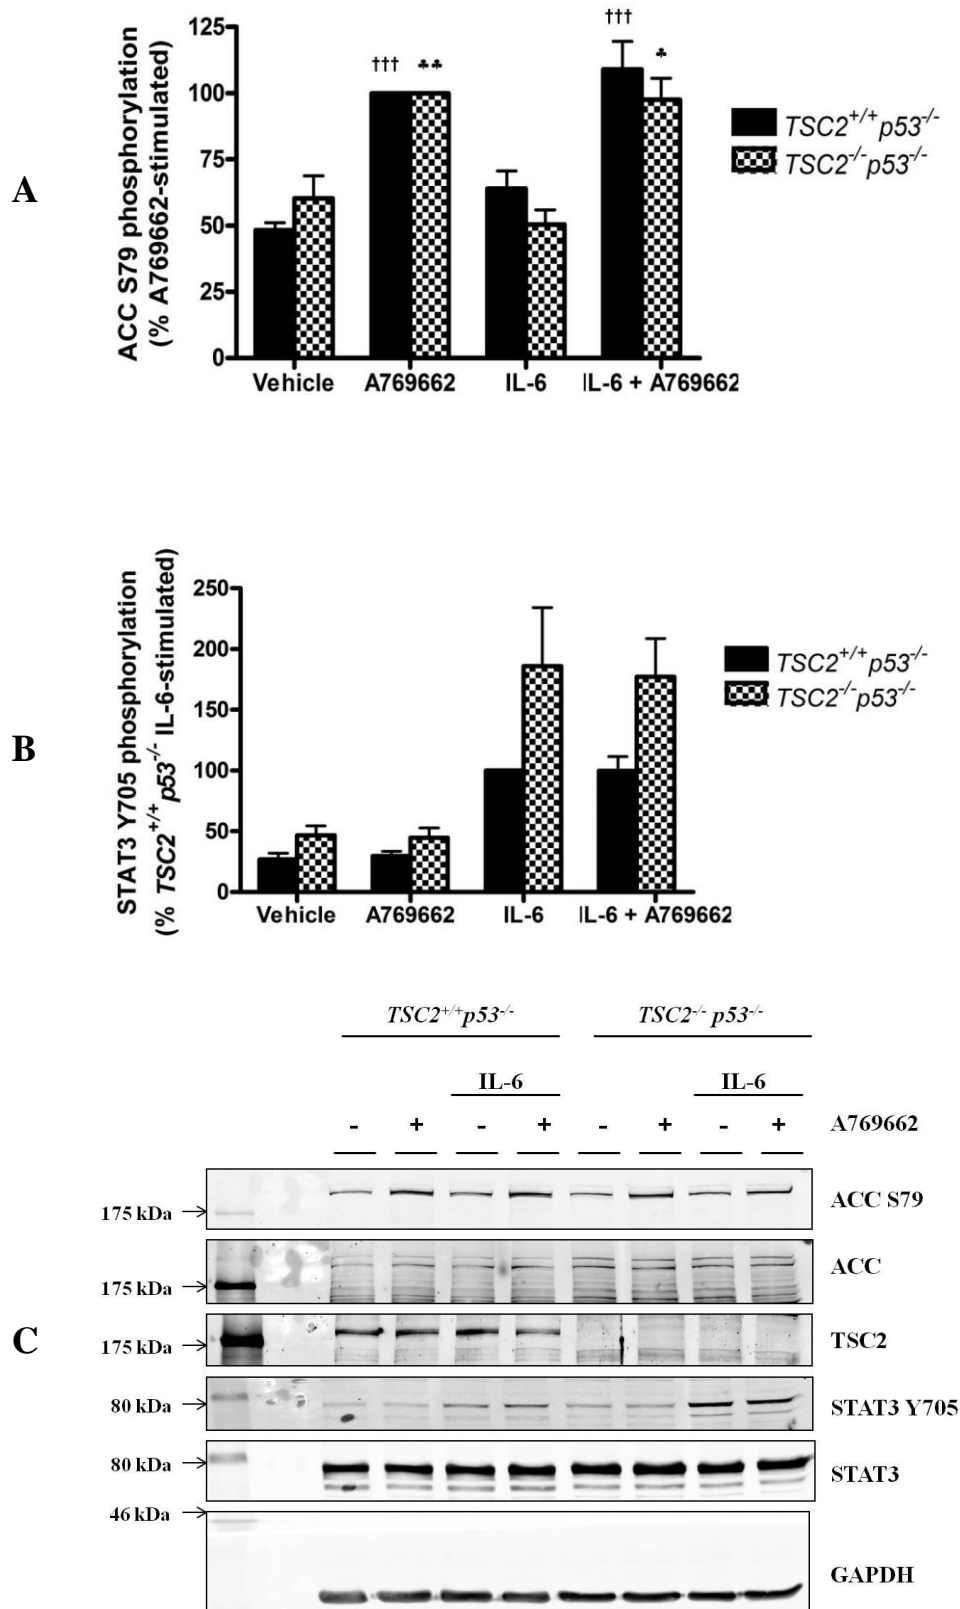 A
ACC S79 phosphorylation
(% A769662-stimulated)
125
100
75
50
25
0
††† ♣♣ ††† ♣
Vehicle A769662 IL-6 IL-6 + A769662
TSC2+/+p53-/-
TSC2-/-p53-/-
B
STAT3 Y705 phosphorylation
(% TSC2+/+p53-/- IL-6-stimulated)
250
200
150
100
50
0
Vehicle A769662 IL-6 IL-6 + A769662
TSC2+/+p53-/-
TSC2-/-p53-/-
C
TSC2+/+p53-/- TSC2-/- p53-/-
IL-6 IL-6
- + - + - + - + A769662
175 kDa ACC S79
175 kDa ACC
175 kDa TSC2
80 kDa STAT3 Y705
80 kDa STAT3
46 kDa
GAPDH